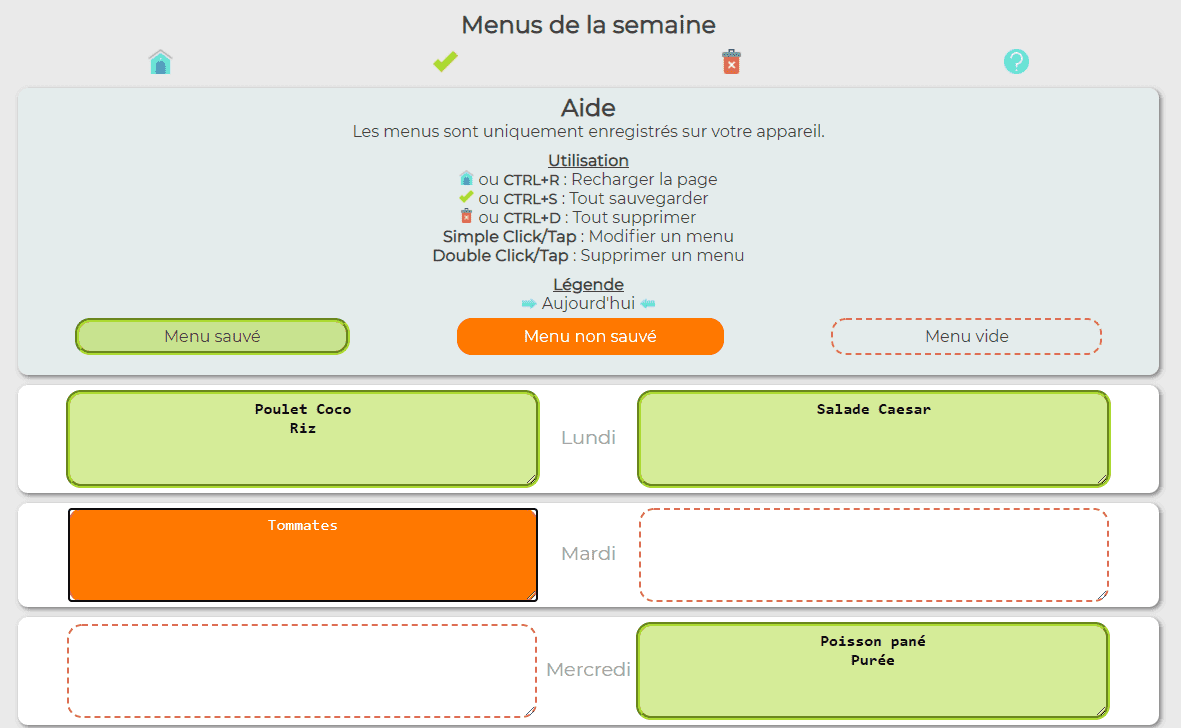 Menus de la semaine
Aide
Les menus sont uniquement enregistrés sur votre appareil.
Utilisation
ou CTRL+R : Recharger la page
ou CTRL+S : Tout sauvegarder
ou CTRL+D : Tout supprimer
Simple Click/Tap : Modifier un menu
Double Click/Tap : Supprimer un menu
Légende
Aujourd'hui
Menu sauvé
Menu non sauvé
Menu vide
Poulet Coco
Riz
Lundi
Salade Caesar
Tommates
Mardi
Mercredi
Poisson pané
Purée